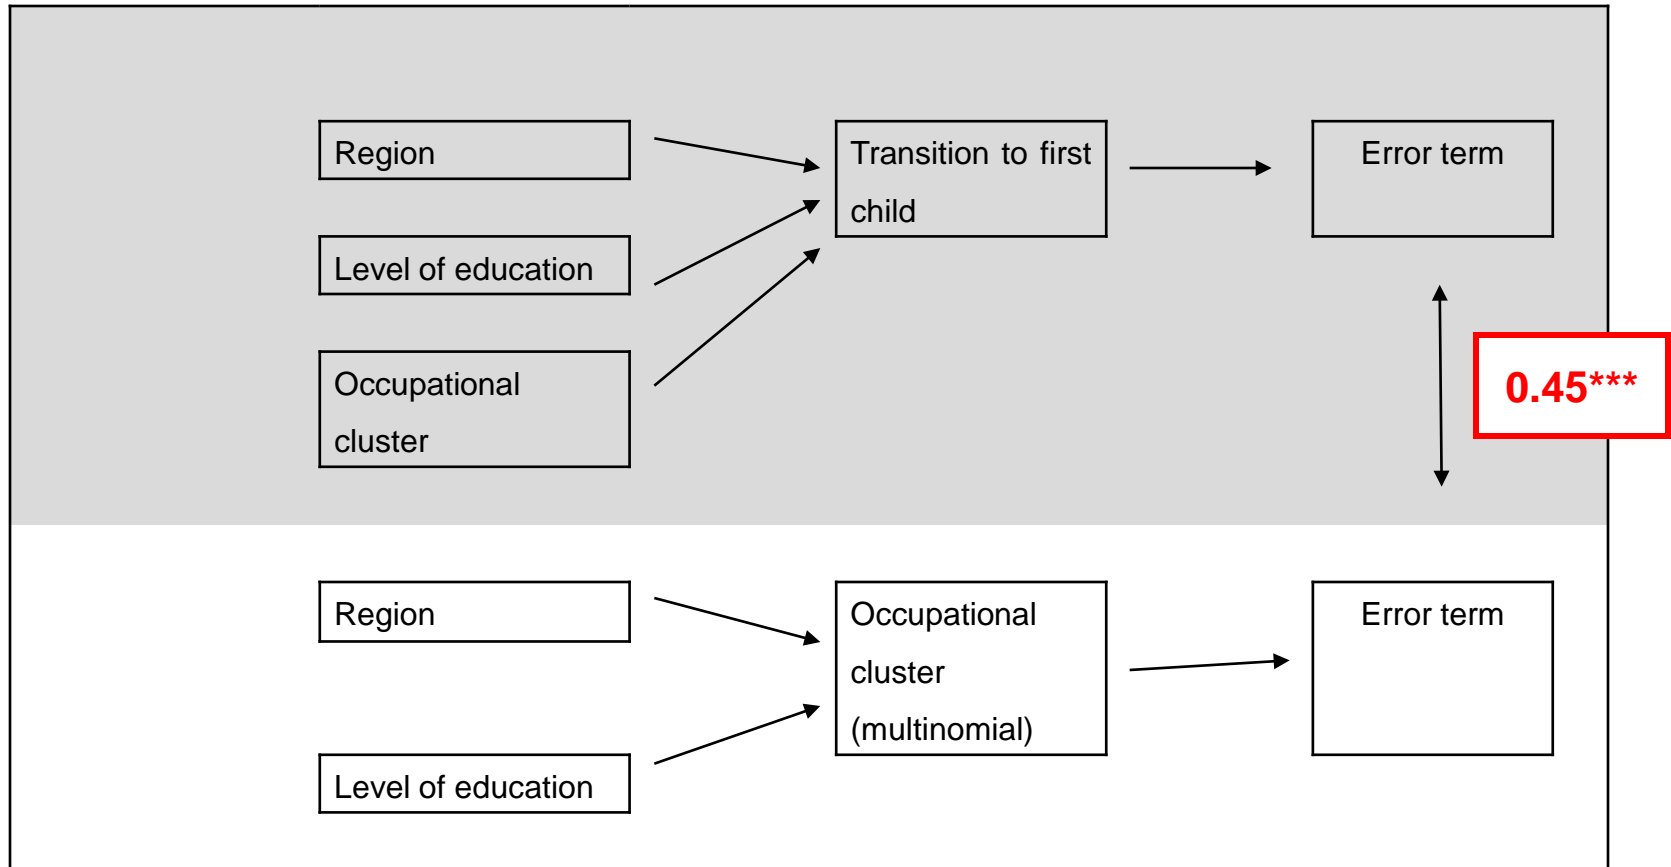 Region
Transition to first
child
Error term
Level of education
Occupational
cluster
0.45***
Region
Occupational
cluster
(multinomial)
Error term
Level of education